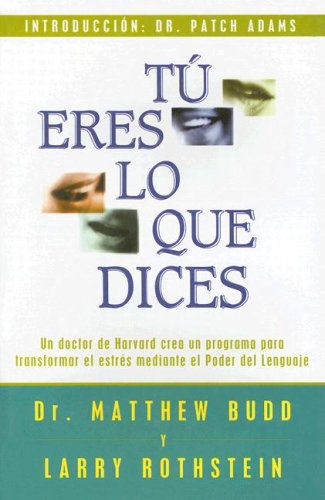 INTRODUCCIÓN: DR. PATCH ADAMS
TÚ
ERES
LO
QUE
DICES
Un doctor de Harvard crea un programa para
transformar el estrés mediante el Poder del Lenguaje
Dr. MATTHEW BUDD
Y
LARRY ROTHSTEIN